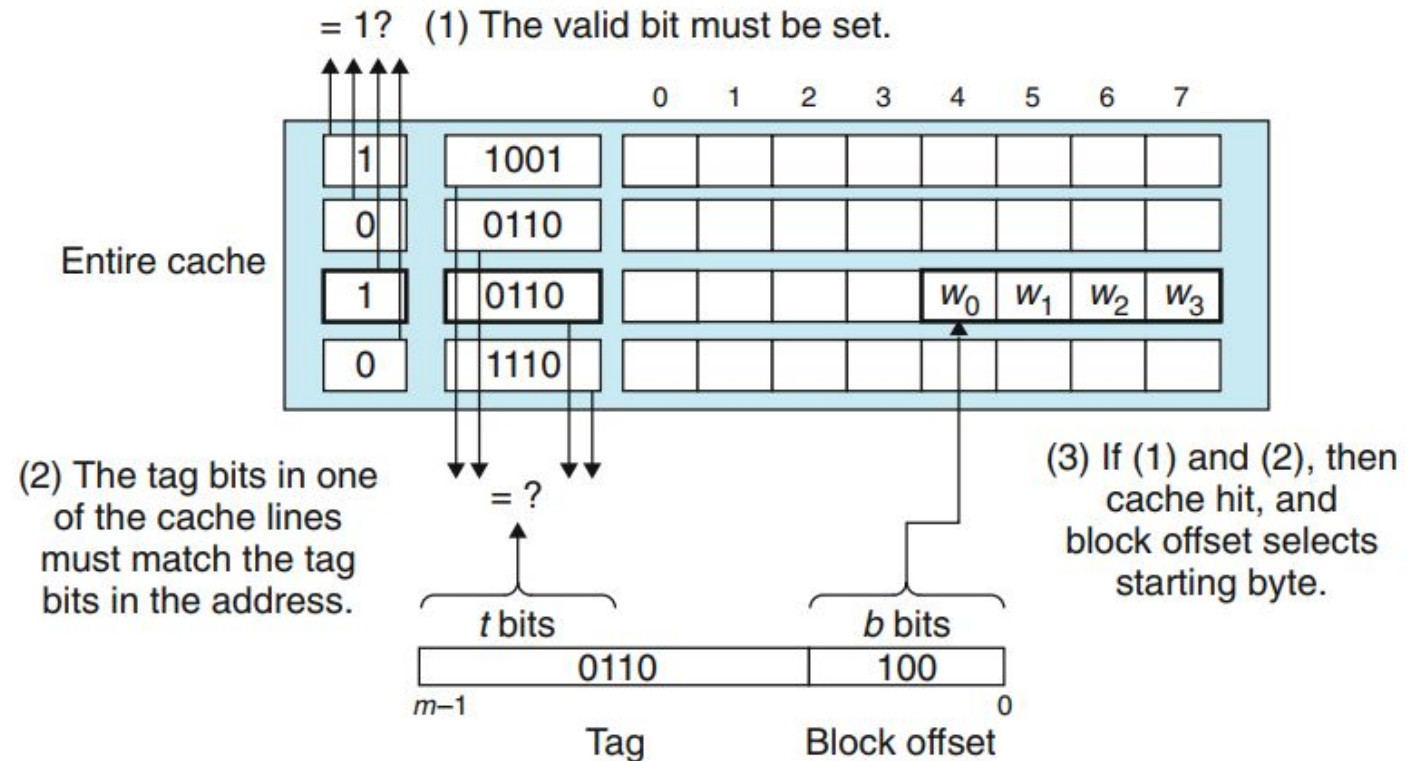 = 1? (1) The valid bit must be set.
0 1 2 3 4 5 6 7
1 1001
0 0110
Entire cache
1 0110 w₀ w₁ w₂ w₃
0 1110
(2) The tag bits in one
of the cache lines
must match the tag
bits in the address.
= ?
(3) If (1) and (2), then
cache hit, and
block offset selects
starting byte.
t bits b bits
0110 100
m–1 0
Tag Block offset